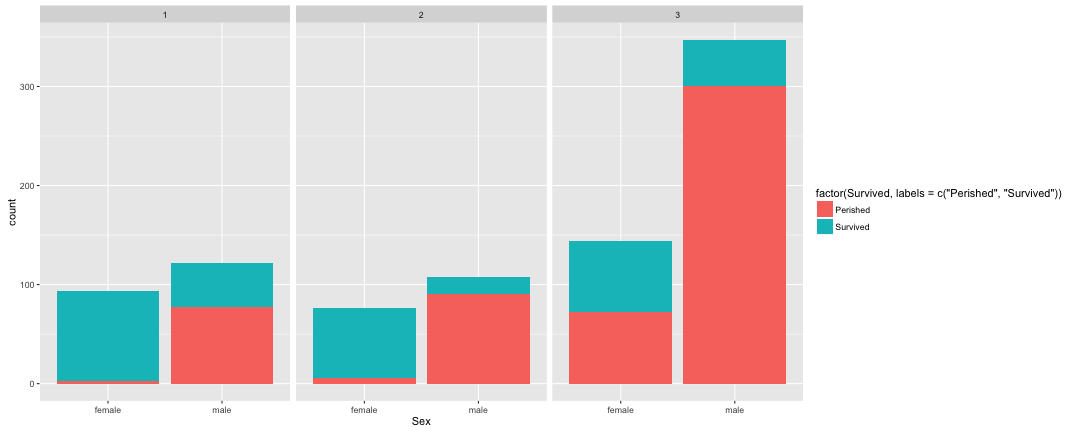 1
2
3
300
200
100
0
count
female
male
female
male
female
male
Sex
factor(Survived, labels = c("Perished", "Survived"))
Perished
Survived